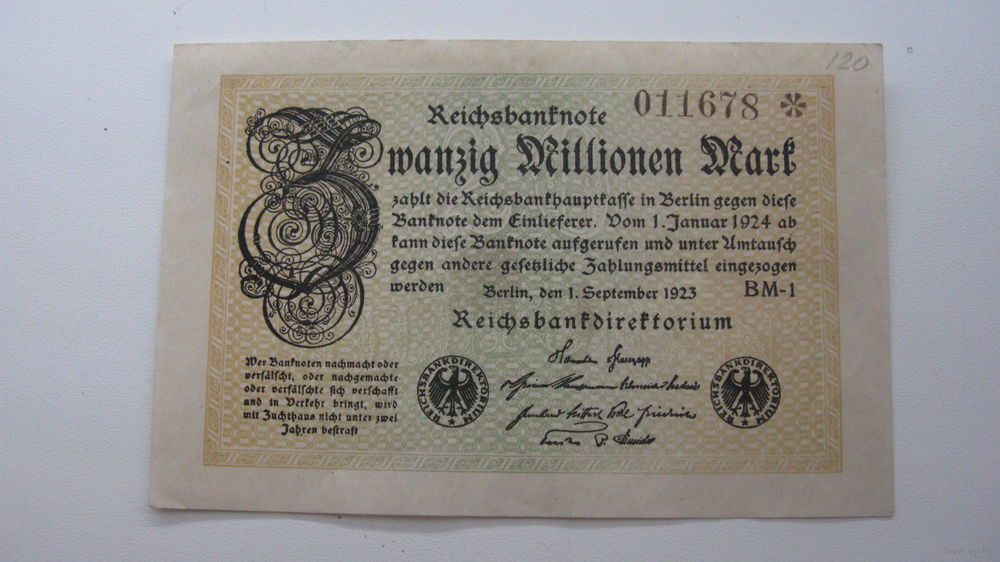 120
Reichsbanknote 011678 *
Zwanzig Millionen Mark
zahlt die Reichsbankhauptkasse in Berlin gegen diese
Banknote dem Einlieferer. Vom 1. Januar 1924 ab
kann diese Banknote aufgerufen und unter Umtausch
gegen andere gesetzliche Zahlungsmittel eingezogen
werden
Berlin, den 1. September 1923 BM-1
Reichsbankdirektorium
Wer Banknoten nachmacht oder
verfälscht, oder nachgemachte
oder verfälschte sich verschafft
und in Verkehr bringt, wird
mit Zuchthaus nicht unter zwei
Jahren bestraft
REICHSBANKDIREKTORIUM
REICHSBANKDIREKTORIUM